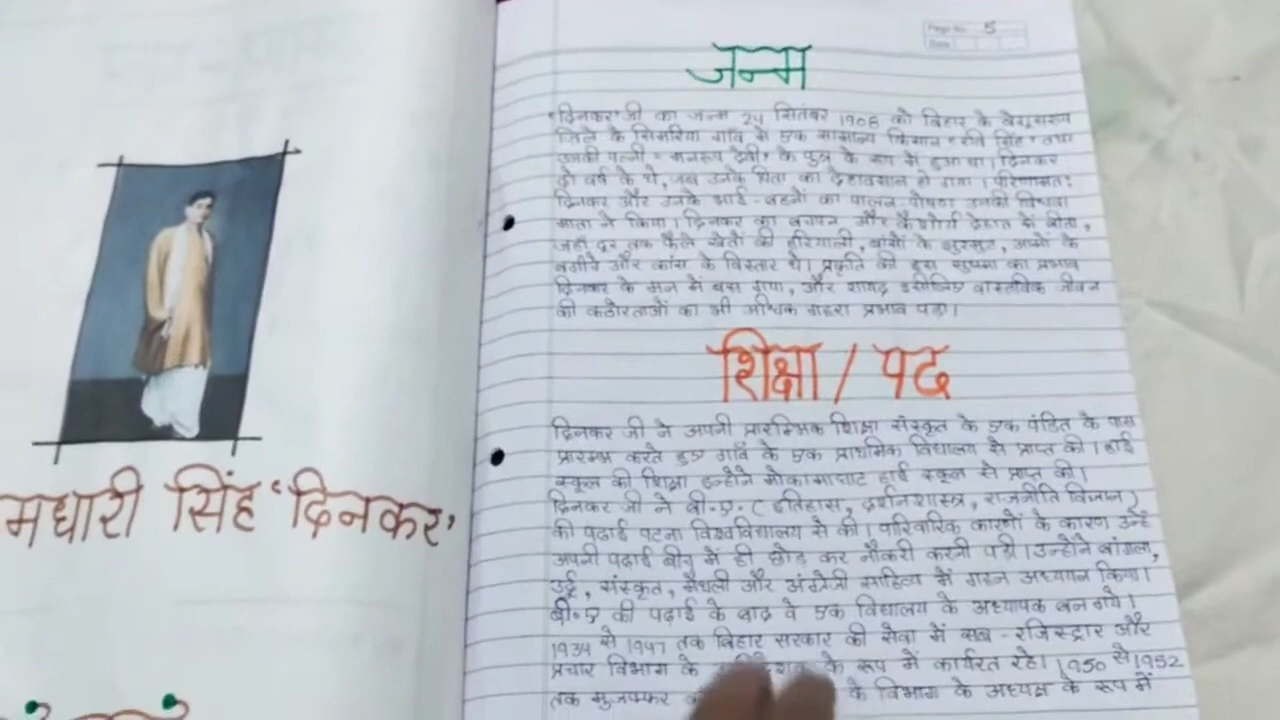 मधारी सिंह 'दिनकर'
Page No. 5
Date
जन्म
"दिनकर" जी का जन्म 24 सितंबर 1908 को बिहार के बेगूसराय
जिले के सिमरिया गाँव में एक सामान्य किसान "रवि सिंह" तथा
उनकी पत्नी "मनरूप देवी" के पुत्र के रूप में हुआ था। दिनकर
दो वर्ष के थे, जब उनके पिता का देहावसान हो गया। परिणामतः
दिनकर और उनके भाई-बहनों का पालन-पोषण उनकी विधवा
माता ने किया। दिनकर का बचपन और कैशोर्य देहात में बीता,
जहाँ दूर तक फैले खेतों की हरियाली, बांसों के झुरमुट, आमों के
बगीचे और कांस के विस्तार थे। प्रकृति की इस सुषमा का प्रभाव
दिनकर के मन में बस गया, और शायद इसीलिए वास्तविक जीवन
की कठोरताओं का भी अधिक गहरा प्रभाव पड़ा।
शिक्षा / पद
दिनकर जी ने अपनी प्रारम्भिक शिक्षा संस्कृत के एक पंडित के पास
प्रारम्भ करते हुए गाँव के एक प्राथमिक विद्यालय से प्राप्त की। हाई
स्कूल की शिक्षा इन्होंने मोकामाघाट हाई स्कूल से प्राप्त की।
दिनकर जी ने बी.ए. (इतिहास, दर्शनशास्त्र, राजनीति विज्ञान)
की पढाई पटना विश्वविद्यालय से की। परिवारिक कारणों के कारण उन्हें
अपनी पढाई बीच में ही छोड़ कर नौकरी करनी पड़ी। उन्होंने बांगला,
उर्दू, संस्कृत, मैथली और अंग्रेजी साहित्य में गहन अध्ययन किया।
बी.ए की पढ़ाई के बाद वे एक विद्यालय के अध्यापक बन गये।
1934 से 1947 तक बिहार सरकार की सेवा में सब-रजिस्ट्रार और
प्रचार विभाग के के रूप में कार्यरत रहे। 1950 से 1952
तक मुजफ्फर के विभाग के अध्यक्ष के रूप में